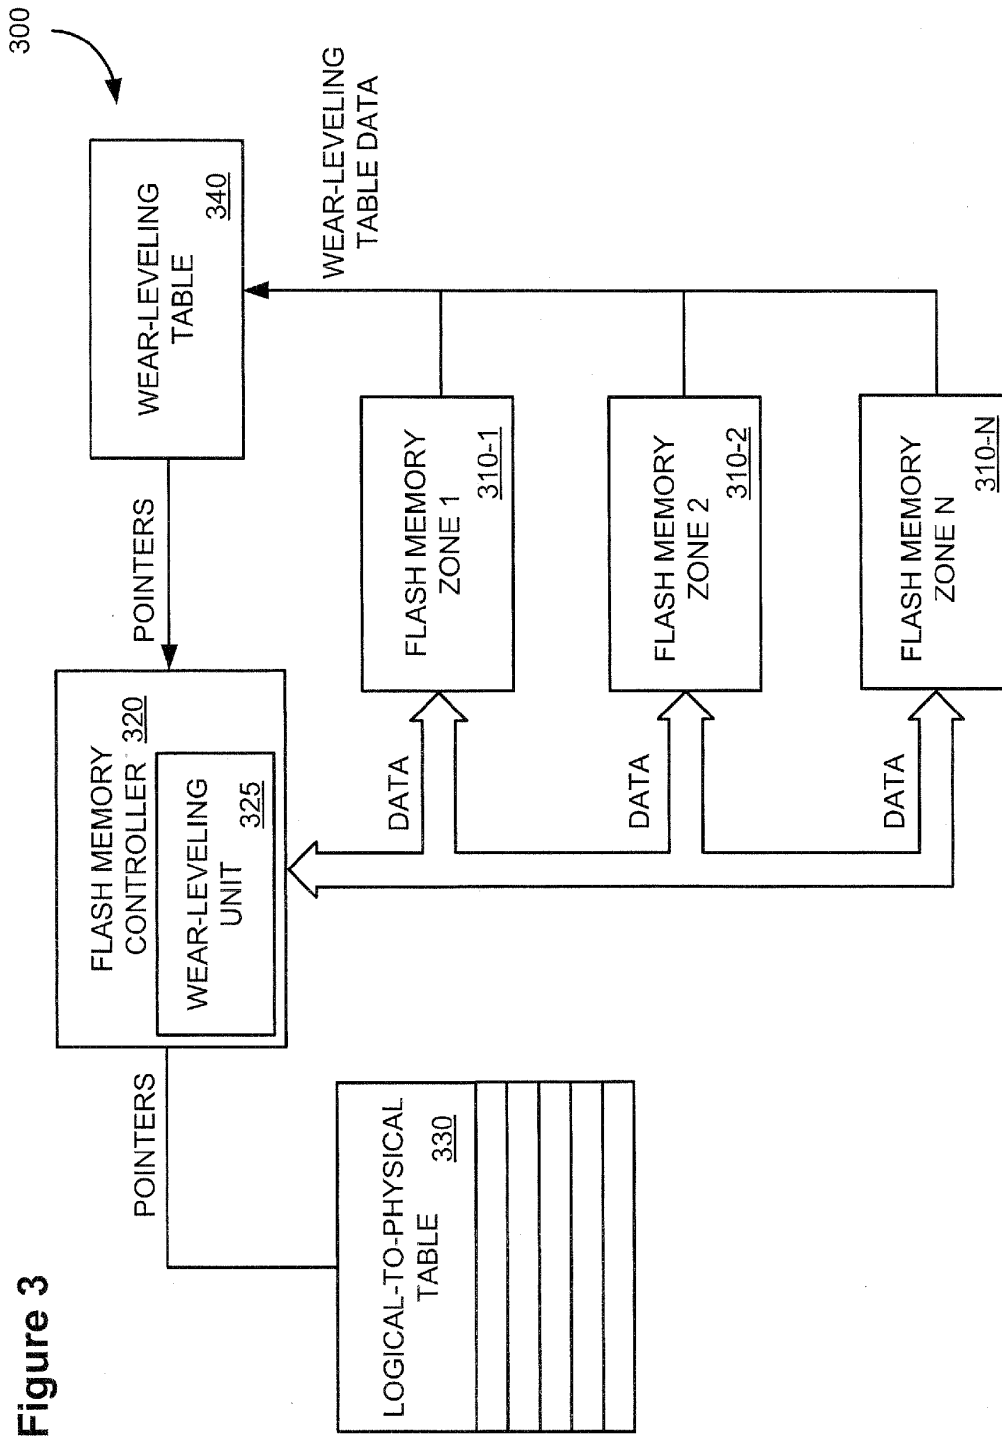 Figure 3
300
POINTERS
FLASH MEMORY
CONTROLLER 320
WEAR-LEVELING
UNIT 325
POINTERS
WEAR-LEVELING
TABLE
340
LOGICAL-TO-PHYSICAL
TABLE 330
DATA
FLASH MEMORY
ZONE 1
310-1
WEAR-LEVELING
TABLE DATA
DATA
FLASH MEMORY
ZONE 2
310-2
DATA
FLASH MEMORY
ZONE N
310-N